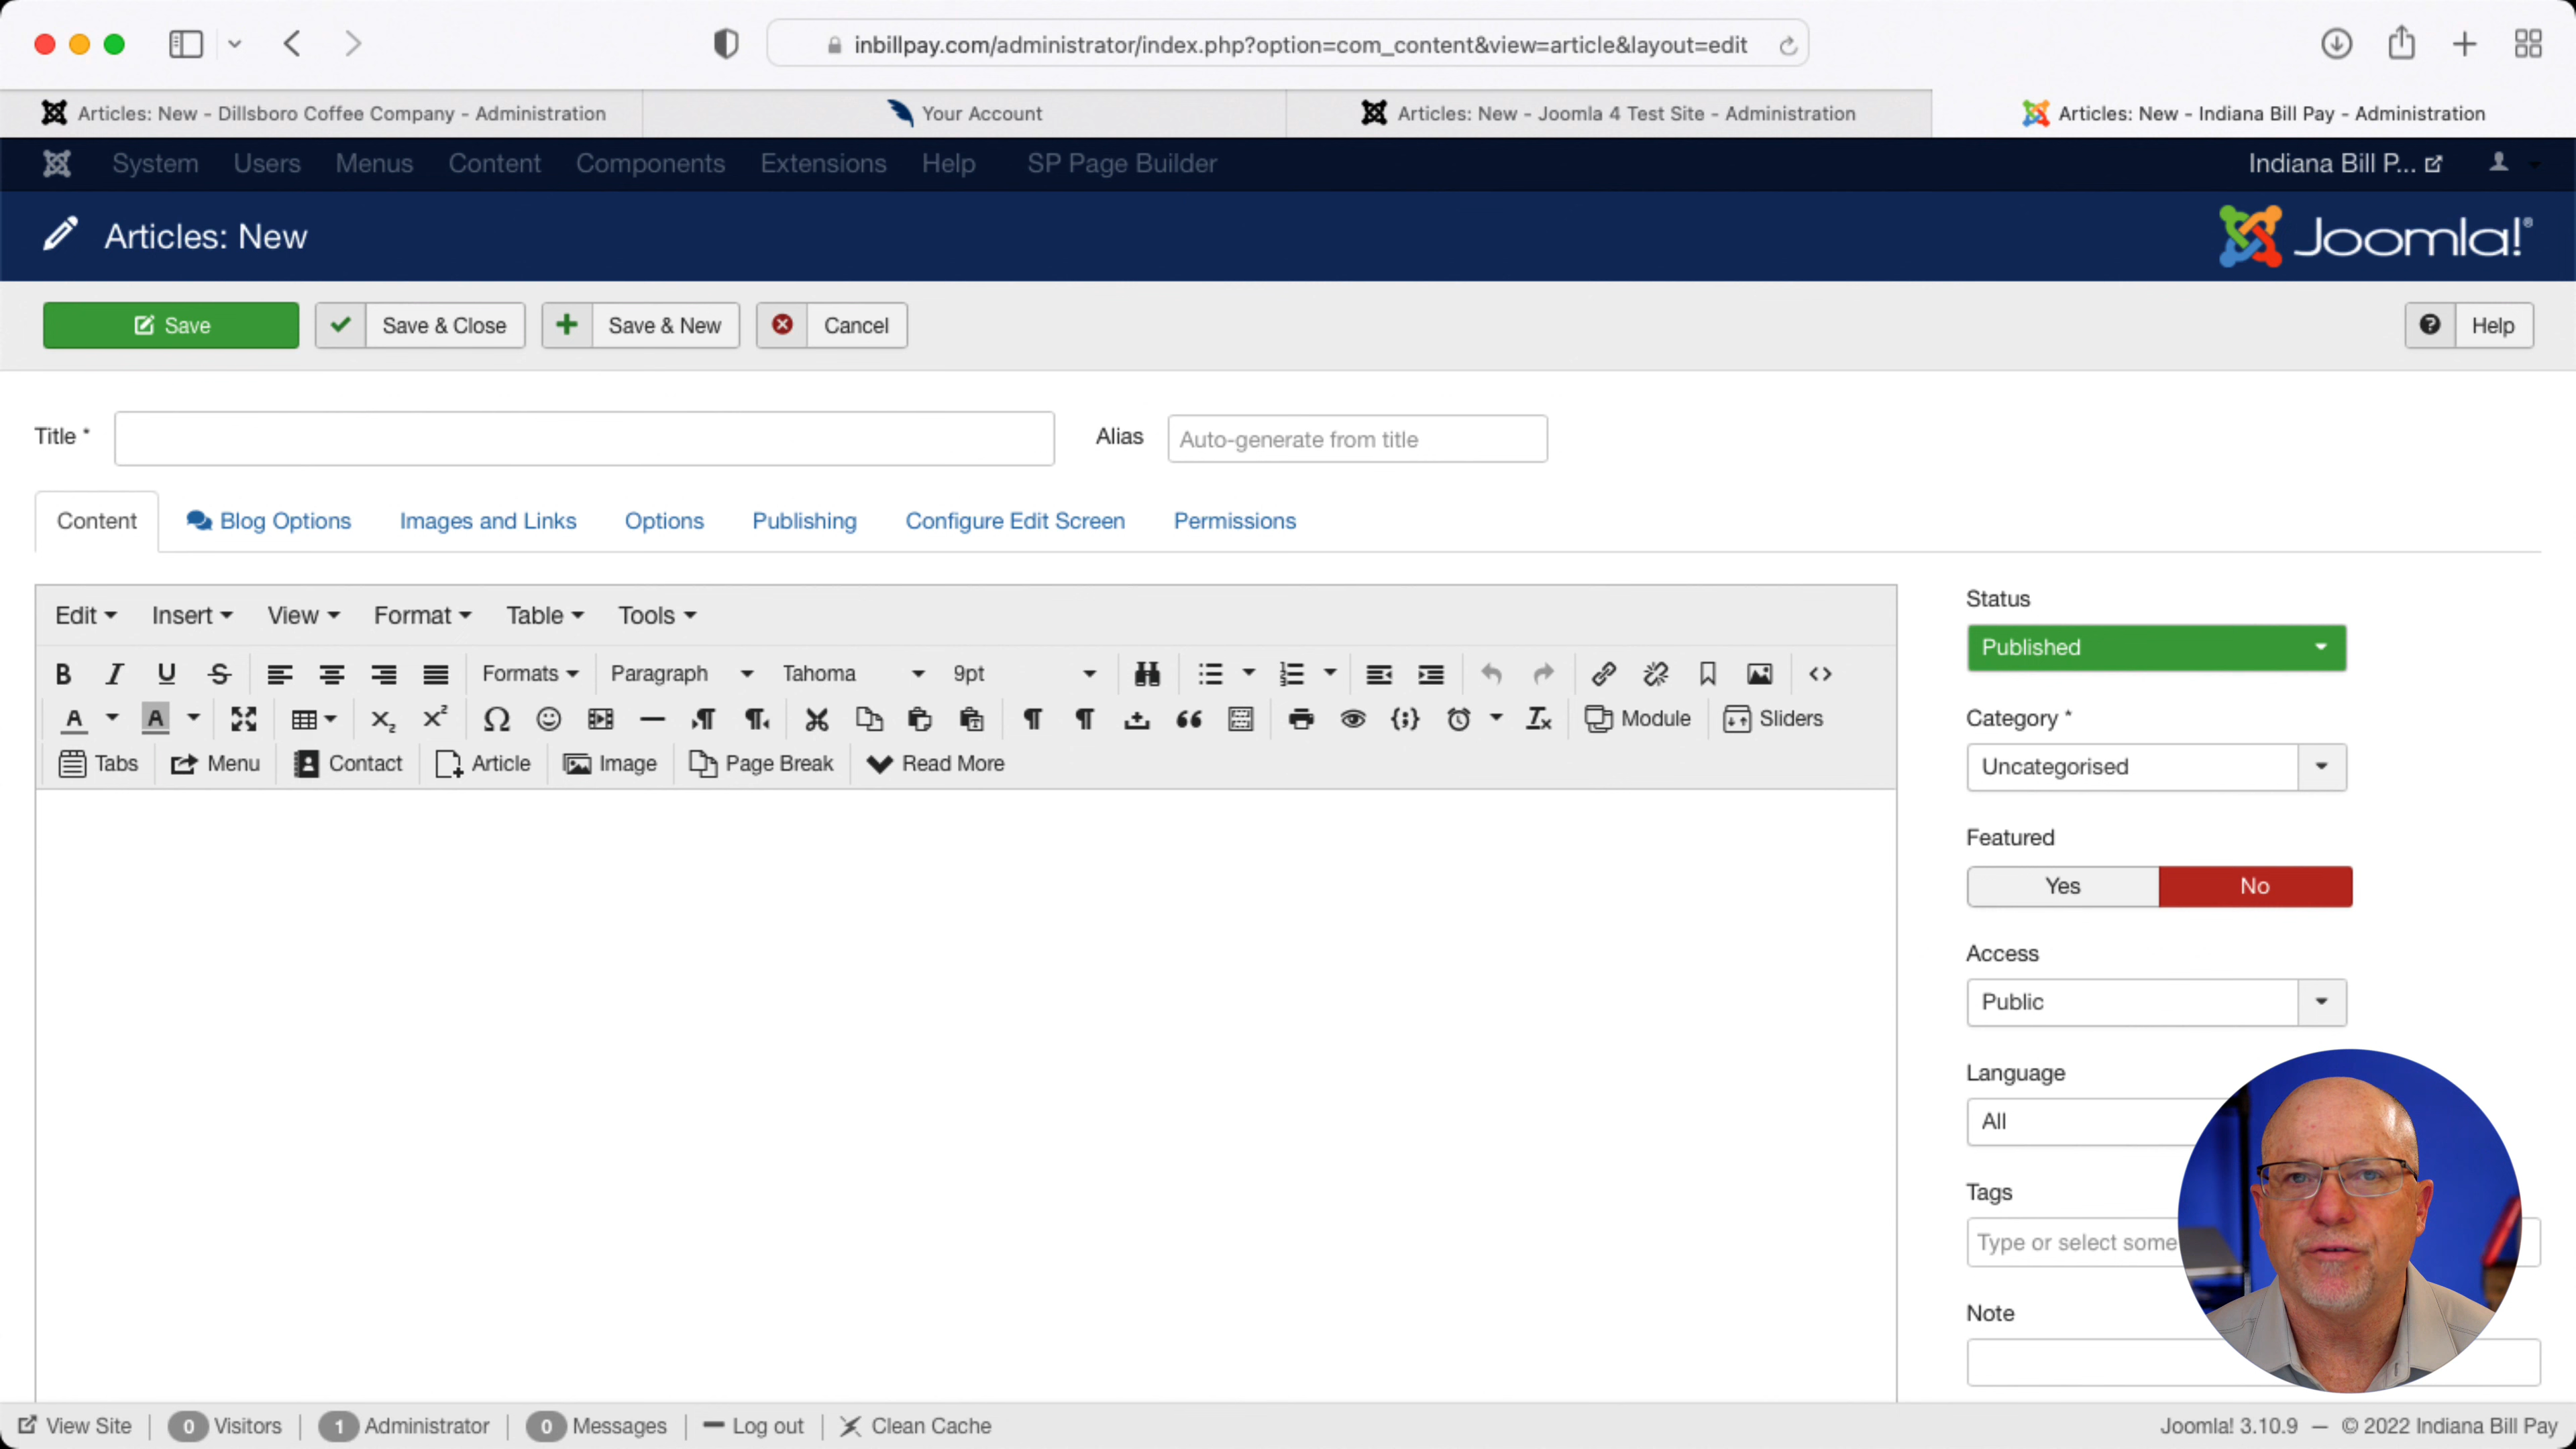 inbillpay.com/administrator/index.php?option=com_content&view=article&layout=edit
Articles: New - Dillsboro Coffee Company - Administration
Your Account
Articles: New - Joomla 4 Test Site - Administration
Articles: New - Indiana Bill Pay - Administration
System Users Menus Content Components Extensions Help SP Page Builder
Indiana Bill P...
Articles: New
Joomla!®
Save
Save & Close
Save & New
Cancel
Help
Title *
Alias
Auto-generate from title
Content
Blog Options
Images and Links
Options
Publishing
Configure Edit Screen
Permissions
Edit Insert View Format Table Tools
Formats Paragraph Tahoma 9pt
Module Sliders
Tabs Menu Contact Article Image Page Break Read More
Status
Published
Category *
Uncategorised
Featured
Yes No
Access
Public
Language
All
Tags
Type or select some
Note
View Site 0 Visitors 1 Administrator 0 Messages Log out Clean Cache
Joomla! 3.10.9 — © 2022 Indiana Bill Pay